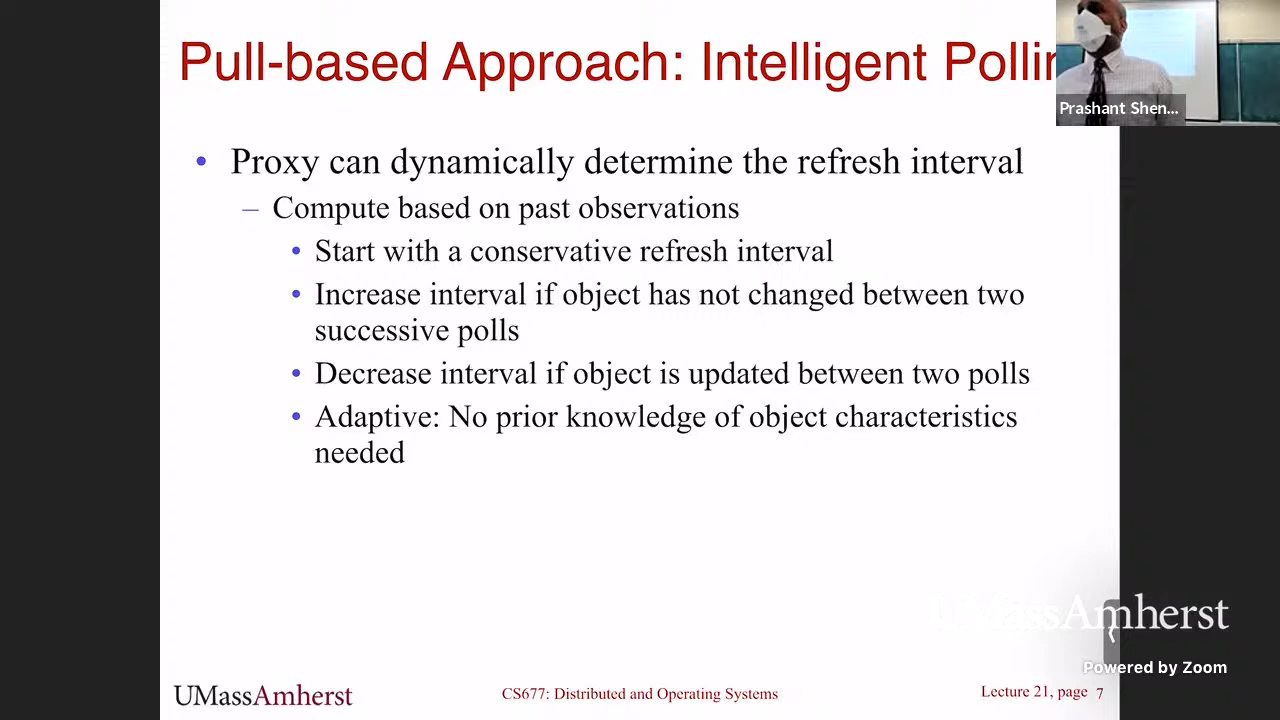 Pull-based Approach: Intelligent Pollin
Prashant Shen...
• Proxy can dynamically determine the refresh interval
– Compute based on past observations
• Start with a conservative refresh interval
• Increase interval if object has not changed between two
successive polls
• Decrease interval if object is updated between two polls
• Adaptive: No prior knowledge of object characteristics
needed
UMassAmherst
Powered by Zoom
UMassAmherst
CS677: Distributed and Operating Systems
Lecture 21, page 7